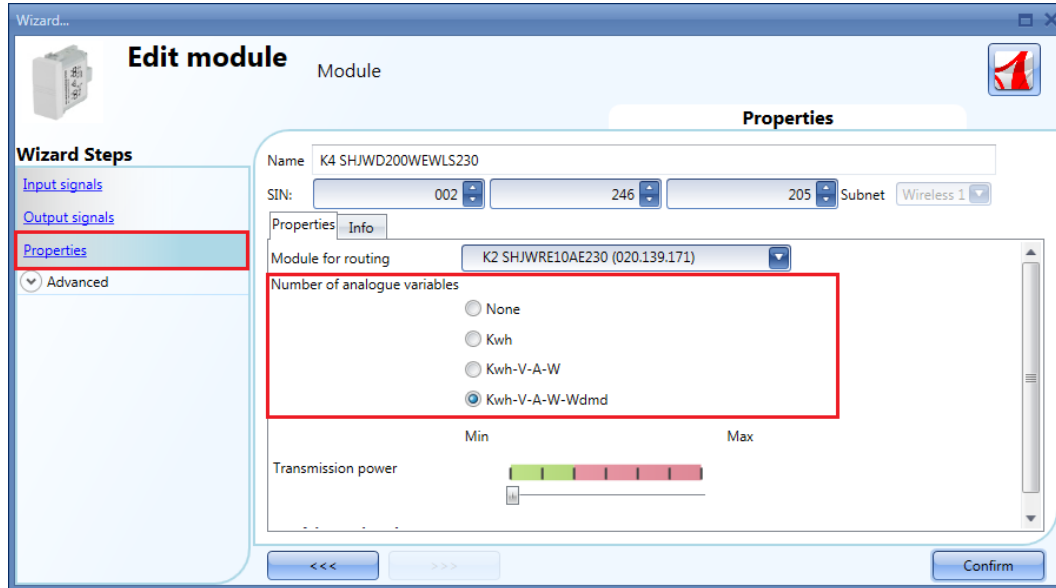 Wizard...
Edit module Module
Properties
Wizard Steps
Input signals
Output signals
Properties
Advanced
Name K4 SHJWD200WEWLS230
SIN: 002 246 205 Subnet Wireless 1
Properties Info
Module for routing K2 SHJWRE10AE230 (020.139.171)
Number of analogue variables
None
Kwh
Kwh-V-A-W
Kwh-V-A-W-Wdmd
Min Max
Transmission power
<<< >>> Confirm